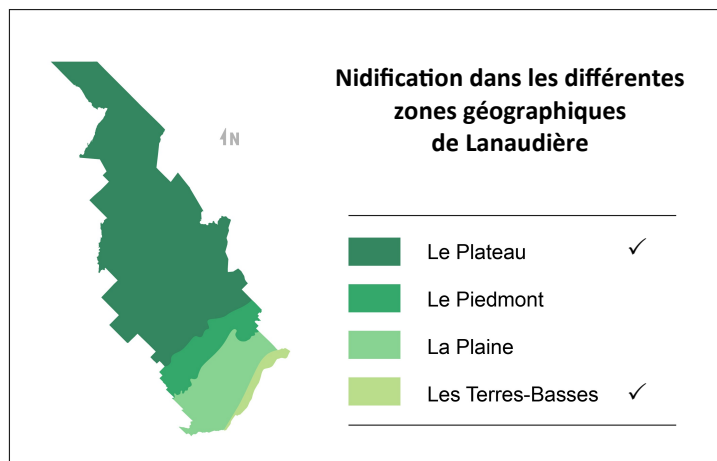 Nidification dans les différentes
zones géographiques
de Lanaudière
N
Le Plateau ✓
Le Piedmont
La Plaine
Les Terres-Basses ✓